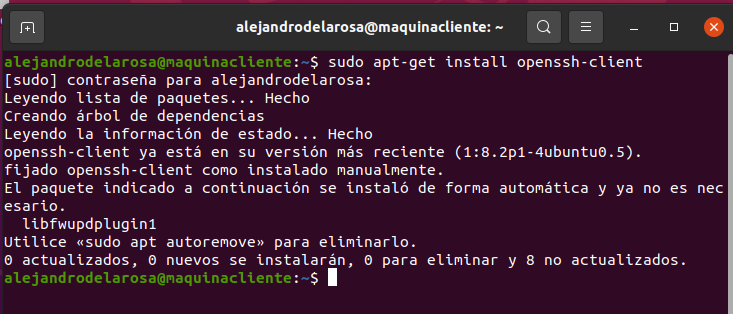 alejandrodelarosa@maquinacliente: ~
alejandrodelarosa@maquinacliente:~$ sudo apt-get install openssh-client
[sudo] contraseña para alejandrodelarosa:
Leyendo lista de paquetes... Hecho
Creando árbol de dependencias
Leyendo la información de estado... Hecho
openssh-client ya está en su versión más reciente (1:8.2p1-4ubuntu0.5).
fijado openssh-client como instalado manualmente.
El paquete indicado a continuación se instaló de forma automática y ya no es nec
esario.
  libfwupdplugin1
Utilice «sudo apt autoremove» para eliminarlo.
0 actualizados, 0 nuevos se instalarán, 0 para eliminar y 8 no actualizados.
alejandrodelarosa@maquinacliente:~$